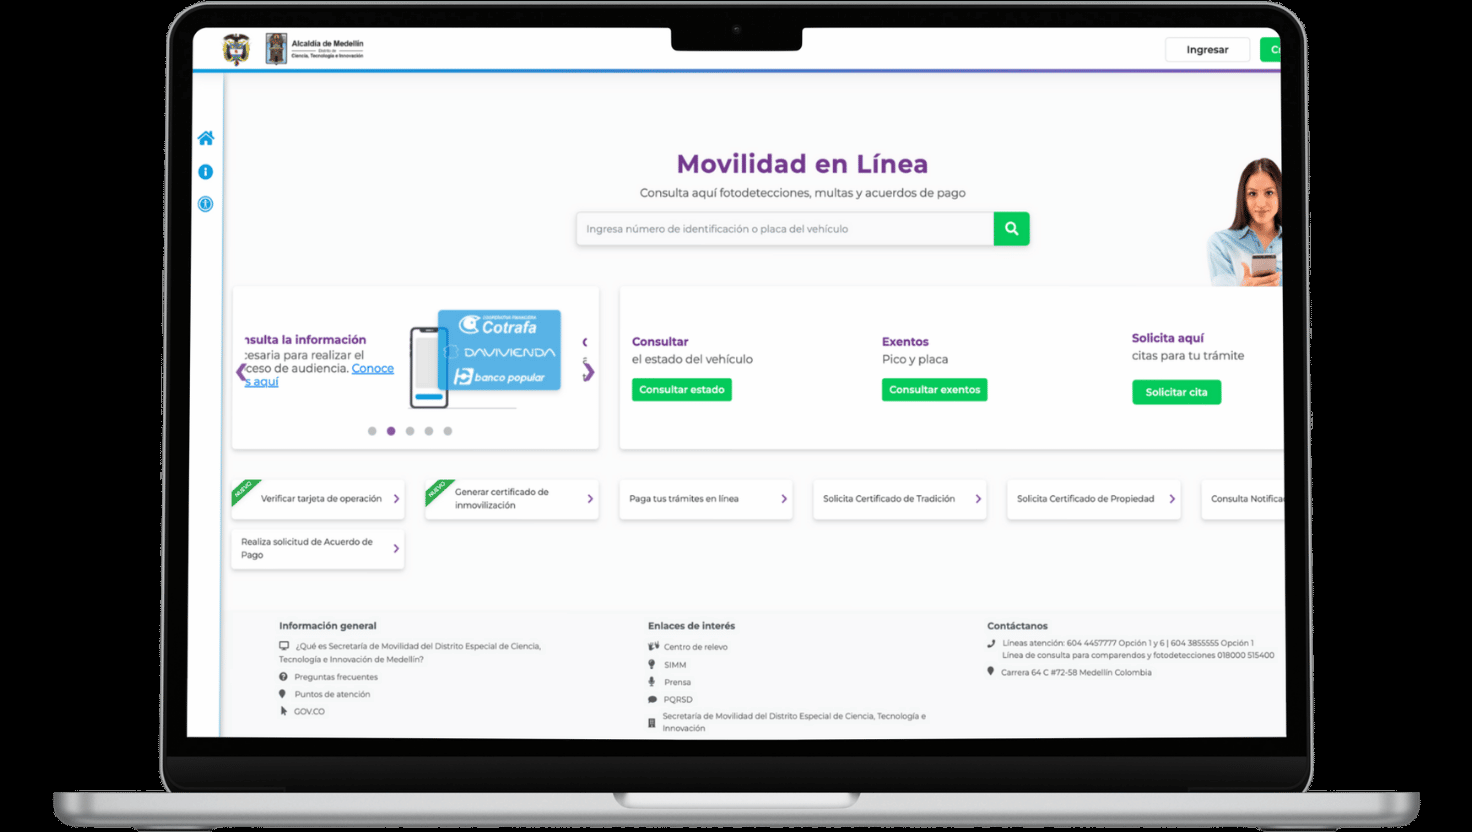 Alcaldía de Medellín
Distrito de
Ciencia, Tecnología e Innovación
Ingresar
Movilidad en Línea
Consulta aquí fotodetecciones, multas y acuerdos de pago
Ingresa número de identificación o placa del vehículo
nsulta la información
cesaria para realizar el
ceso de audiencia. Conoce
s aquí
COOPERATIVA FINANCIERA
Cotrafa
DAVIVIENDA
banco popular
Consultar
el estado del vehículo
Consultar estado
Exentos
Pico y placa
Consultar exentos
Solicita aquí
citas para tu trámite
Solicitar cita
NUEVO
Verificar tarjeta de operación
NUEVO
Generar certificado de
inmovilización
Paga tus trámites en línea
Solicita Certificado de Tradición
Solicita Certificado de Propiedad
Consulta Notifica
Realiza solicitud de Acuerdo de
Pago
Información general
¿Qué es Secretaría de Movilidad del Distrito Especial de Ciencia,
Tecnología e Innovación de Medellín?
Preguntas frecuentes
Puntos de atención
GOV.CO
Enlaces de interés
Centro de relevo
SIMM
Prensa
PQRSD
Secretaría de Movilidad del Distrito Especial de Ciencia, Tecnología e
Innovación
Contáctanos
Líneas atención: 604 4457777 Opción 1 y 6 | 604 3855555 Opción 1
Línea de consulta para comparendos y fotodetecciones 018000 515400
Carrera 64 C #72-58 Medellín Colombia